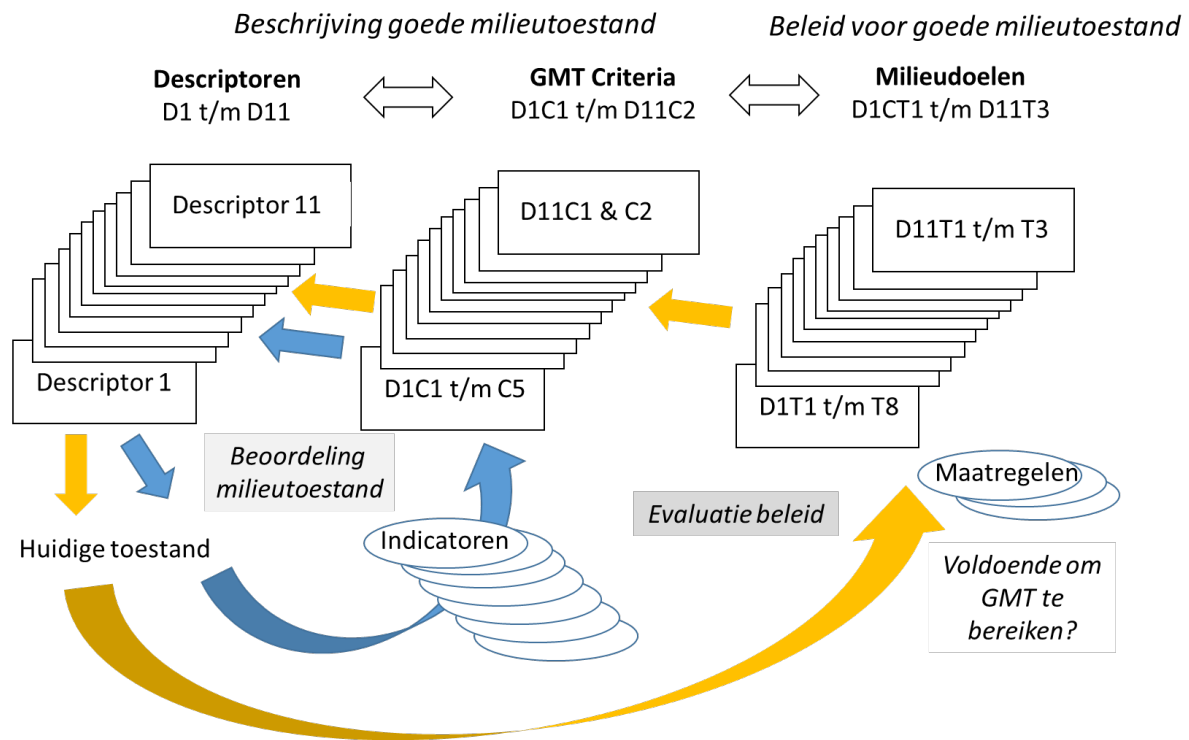 Beschrijving goede milieutoestand
Beleid voor goede milieutoestand
Descriptoren
D1 t/m D11
GMT Criteria
D1C1 t/m D11C2
Milieudoelen
D1CT1 t/m D11T3
Descriptor 11
D11C1 & C2
D11T1 t/m T3
Descriptor 1
D1C1 t/m C5
D1T1 t/m T8
Beoordeling
milieutoestand
Maatregelen
Evaluatie beleid
Huidige toestand
Indicatoren
Voldoende om
GMT te
bereiken?